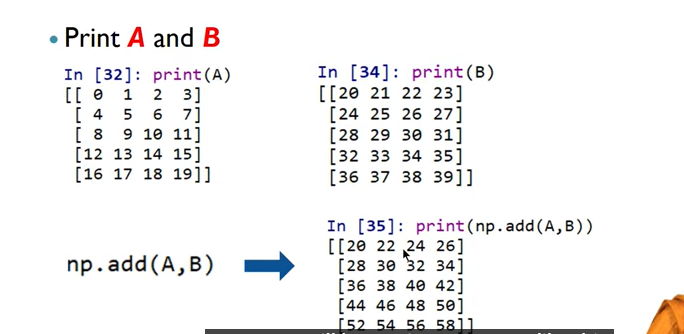 • Print A and B
In [32]: print(A)
[[ 0  1  2  3]
 [ 4  5  6  7]
 [ 8  9 10 11]
 [12 13 14 15]
 [16 17 18 19]]
In [34]: print(B)
[[20 21 22 23]
 [24 25 26 27]
 [28 29 30 31]
 [32 33 34 35]
 [36 37 38 39]]
np.add(A,B)
In [35]: print(np.add(A,B))
[[20 22 24 26]
 [28 30 32 34]
 [36 38 40 42]
 [44 46 48 50]
 [52 54 56 58]]